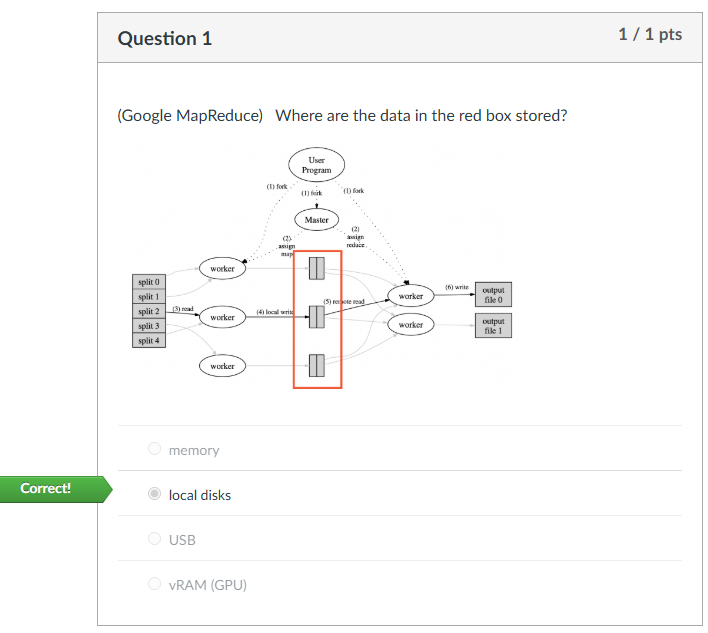 Question 1
1 / 1 pts
(Google MapReduce) Where are the data in the red box stored?
User
Program
(1) fork
(1) fork
(1) fork
Master
(2)
assign
map
(2)
assign
reduce
worker
split 0
split 1
split 2
split 3
split 4
(3) read
worker
(4) local write
(5) remote read
worker
(6) write
output
file 0
worker
output
file 1
worker
memory
Correct!
local disks
USB
vRAM (GPU)